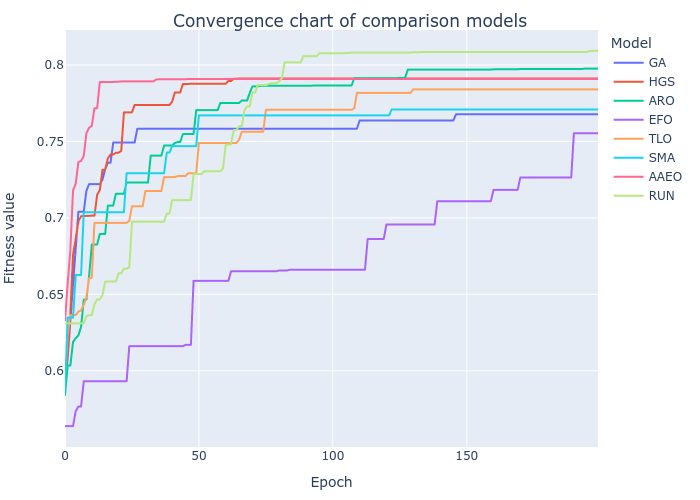 Convergence chart of comparison models
Fitness value
0.8
0.75
0.7
0.65
0.6
0
50
100
150
Epoch
Model
GA
HGS
ARO
EFO
TLO
SMA
AAEO
RUN